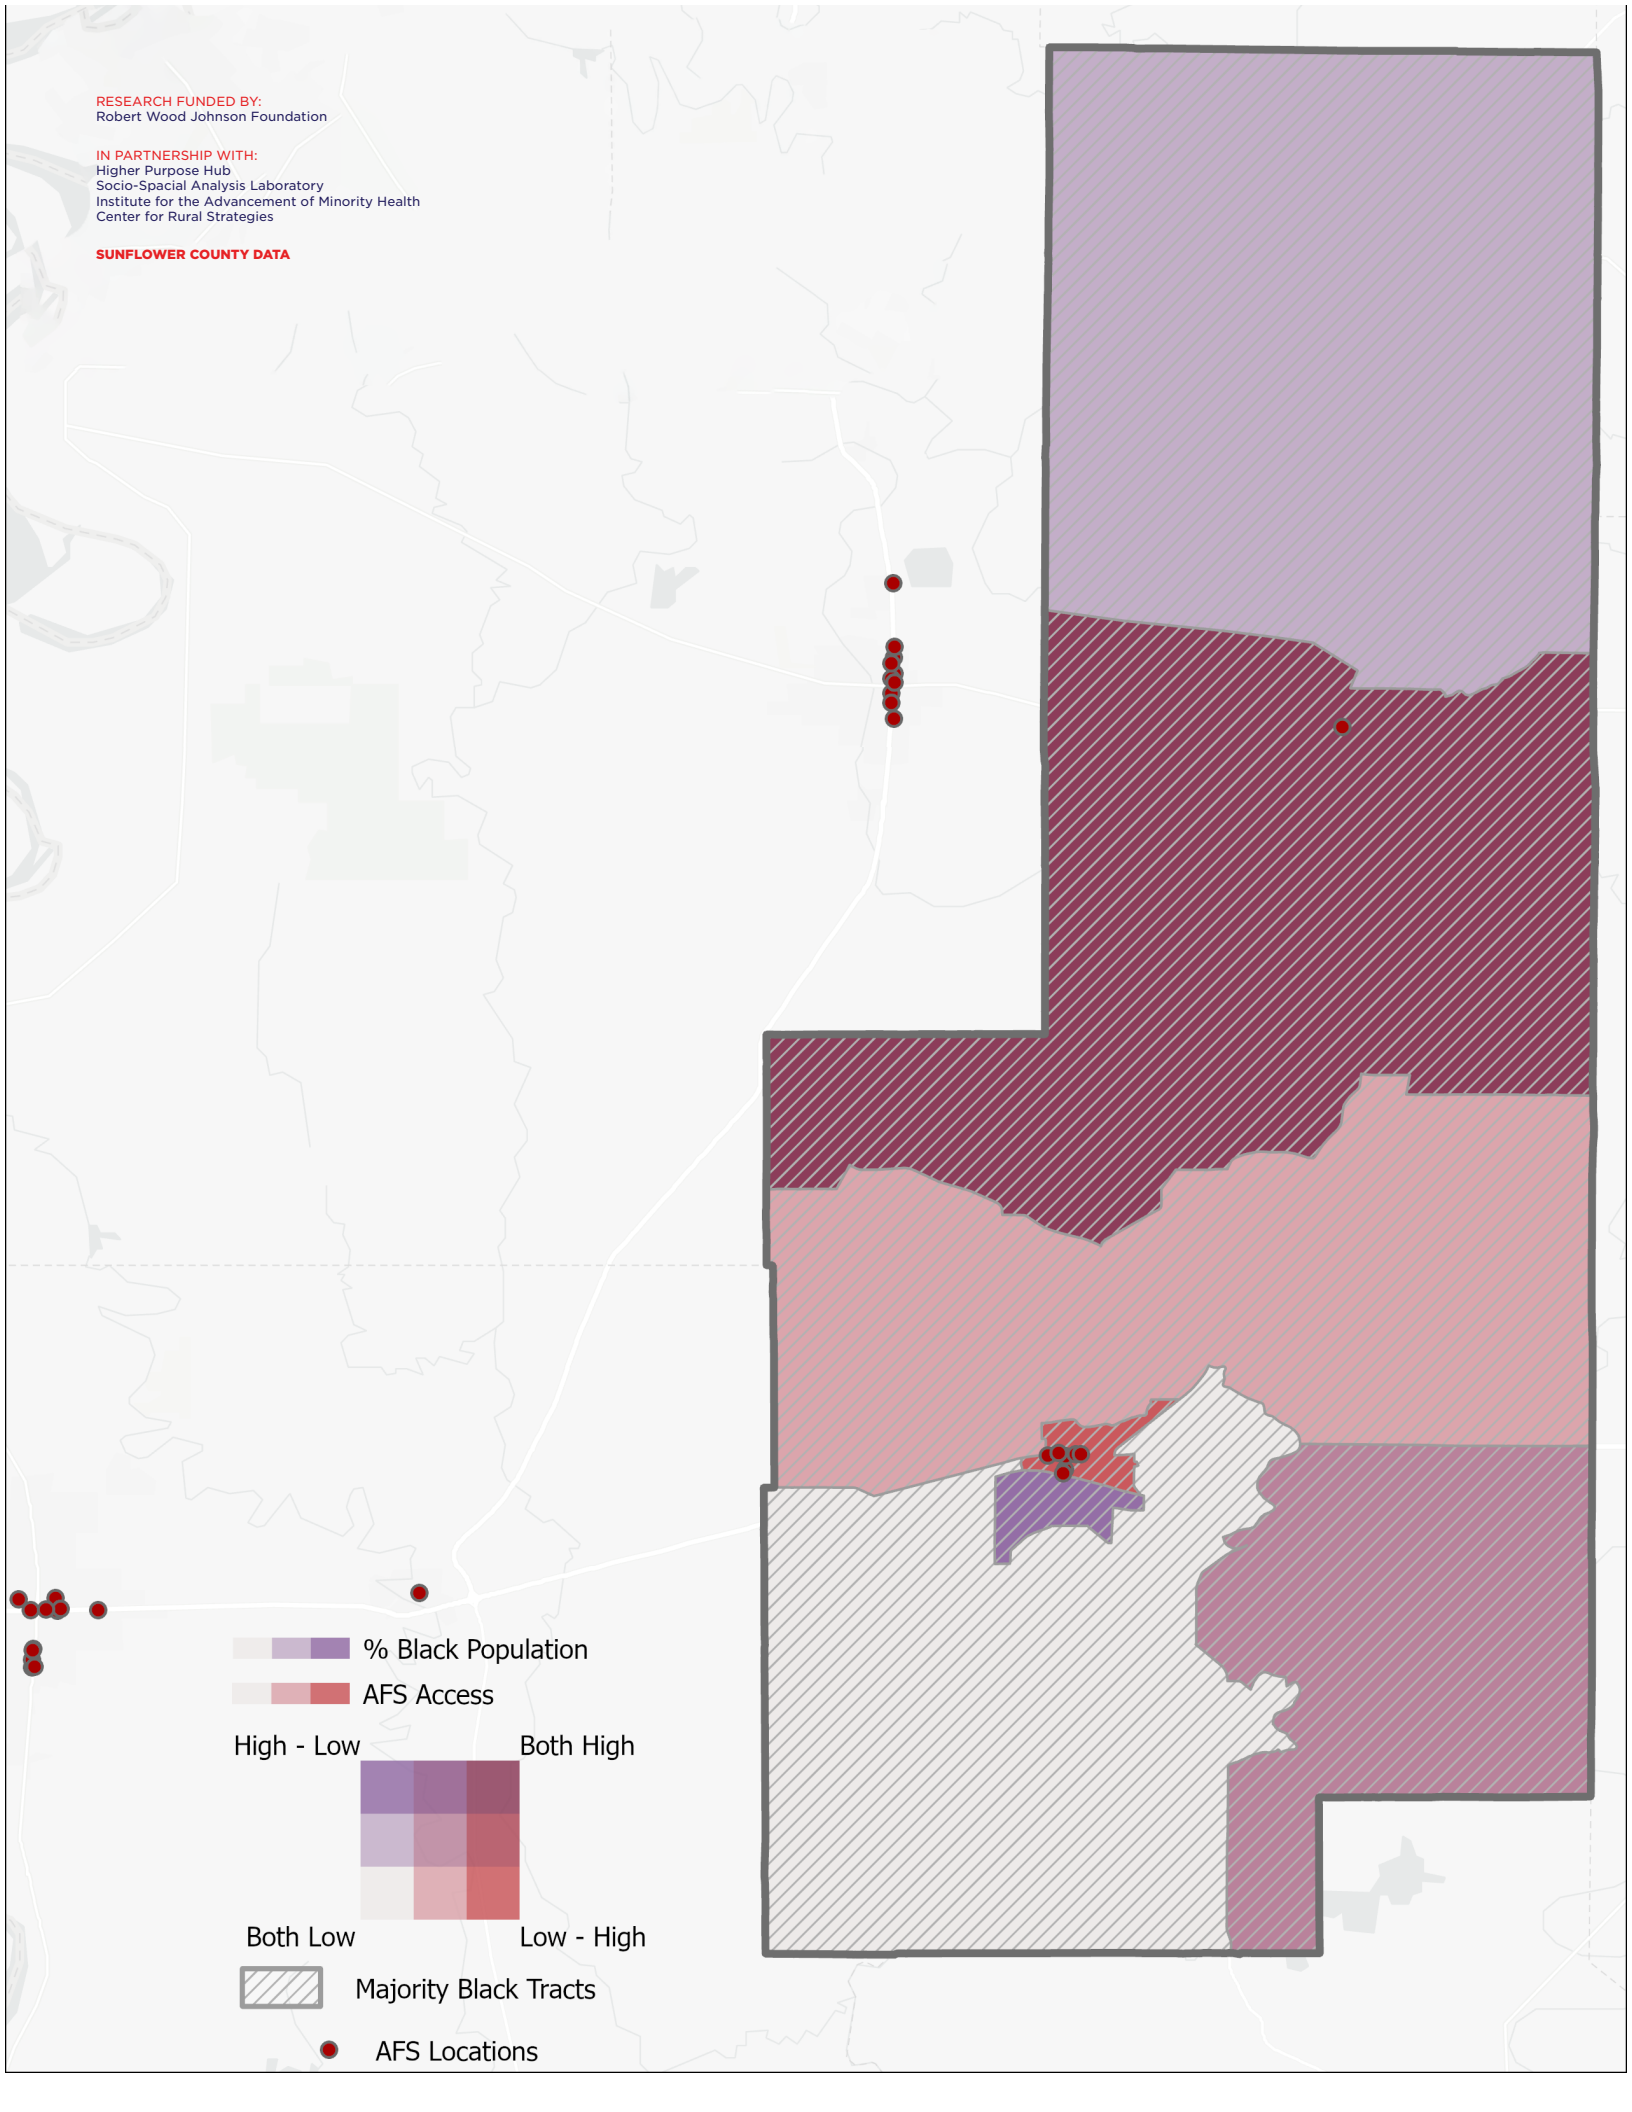 RESEARCH FUNDED BY:
Robert Wood Johnson Foundation
IN PARTNERSHIP WITH:
Higher Purpose Hub
Socio-Spacial Analysis Laboratory
Institute for the Advancement of Minority Health
Center for Rural Strategies
SUNFLOWER COUNTY DATA
% Black Population
AFS Access
High - Low
Both High
Both Low
Low - High
Majority Black Tracts
AFS Locations